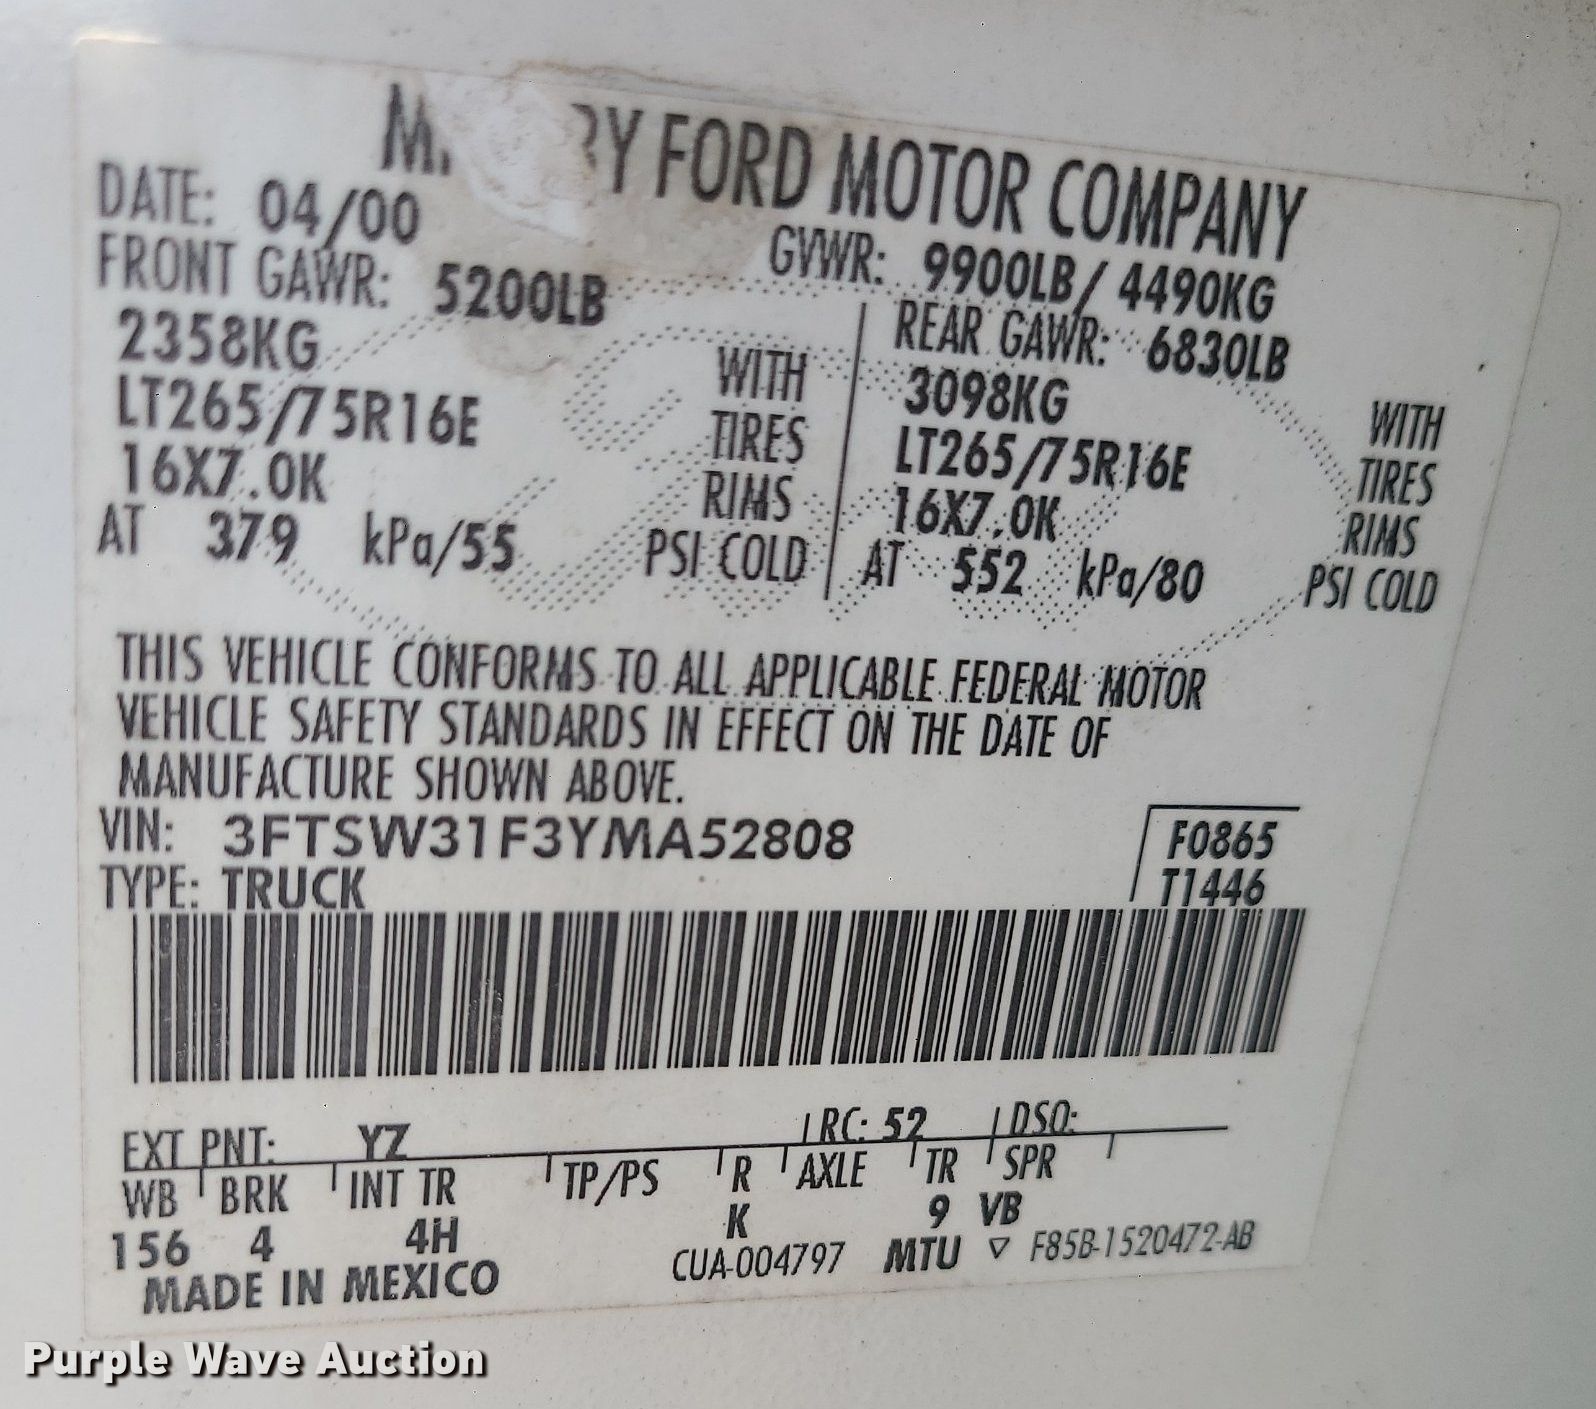 FORD MOTOR COMPANY
DATE: 04/00
GVWR: 9900LB/ 4490KG
FRONT GAWR: 5200LB
2358KG
WITH
LT265/75R16E
TIRES
16X7.0K
RIMS
AT 379 kPa/55 PSI COLD
REAR GAWR: 6830LB
3098KG
WITH
LT265/75R16E
TIRES
16X7.0K
RIMS
AT 552 kPa/80 PSI COLD
THIS VEHICLE CONFORMS TO ALL APPLICABLE FEDERAL MOTOR
VEHICLE SAFETY STANDARDS IN EFFECT ON THE DATE OF
MANUFACTURE SHOWN ABOVE.
VIN: 3FTSW31F3YMA52808
F0865
TYPE: TRUCK
T1446
EXT PNT: YZ RC: 52 DSO:
WB BRK INT TR TP/PS R AXLE TR SPR
156 4 4H K 9 VB
MADE IN MEXICO CUA-004797 MTU ▽ F85B-1520472-AB
Purple Wave Auction